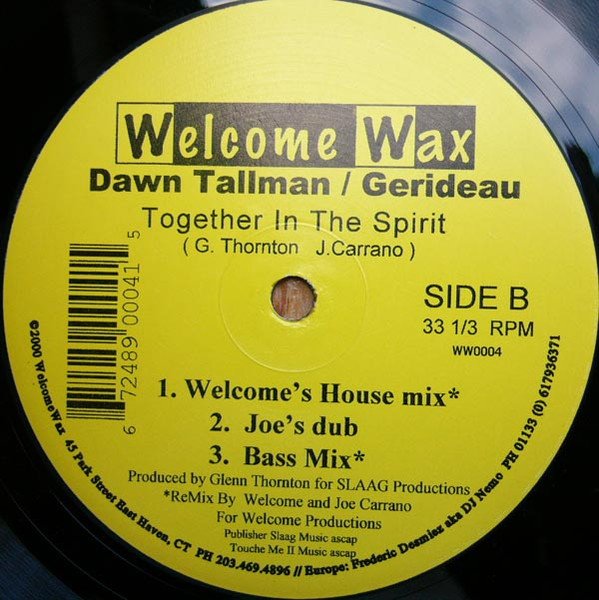 Welcome Wax
Dawn Tallman / Gerideau
Together In The Spirit
( G. Thornton J.Carrano )
6 72489 00041 5
SIDE B
33 1/3 RPM
WW0004
1. Welcome's House mix*
2. Joe's dub
3. Bass Mix*
Produced by Glenn Thornton for SLAAG Productions
*ReMix By Welcome and Joe Carrano
For Welcome Productions
Publisher Slaag Music ascap
Touche Me II Music ascap
©2000 WelcomeWax 45 Park Street East Haven, CT PH 203.469.4896 // Europe: Frederic Desmisz aka DJ Nemo PH 01133 (0) 617936371